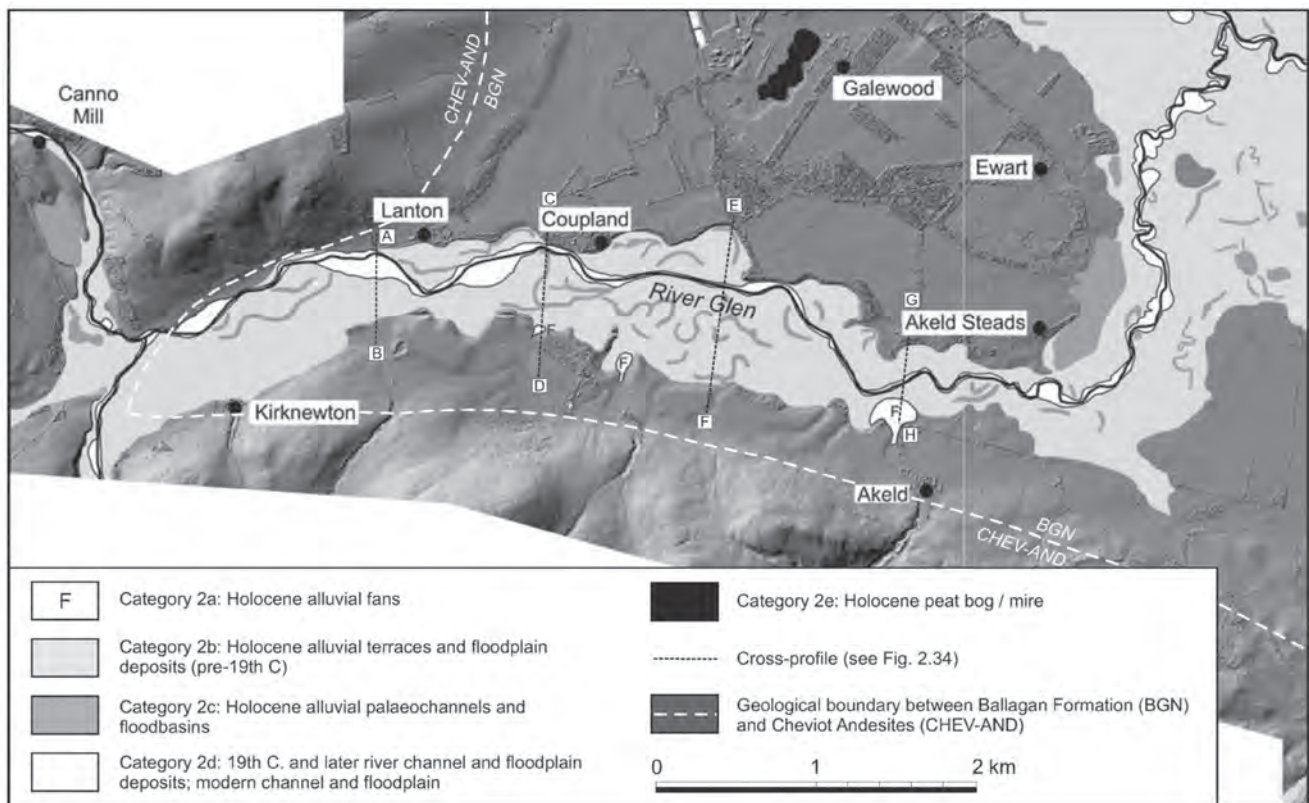 CHEV-AND
BGN
Canno
Mill
Galewood
Ewart
Lanton
A
C
Coupland
E
River Glen
G
Akeld Steads
B
F
D
F
F
F
H
Kirknewton
Akeld
BGN
CHEV-AND
F
Category 2a: Holocene alluvial fans
Category 2b: Holocene alluvial terraces and floodplain
deposits (pre-19th C)
Category 2c: Holocene alluvial palaeochannels and
floodbasins
Category 2d: 19th C. and later river channel and floodplain
deposits; modern channel and floodplain
Category 2e: Holocene peat bog / mire
Cross-profile (see Fig. 2.34)
Geological boundary between Ballagan Formation (BGN)
and Cheviot Andesites (CHEV-AND)
0 1 2 km